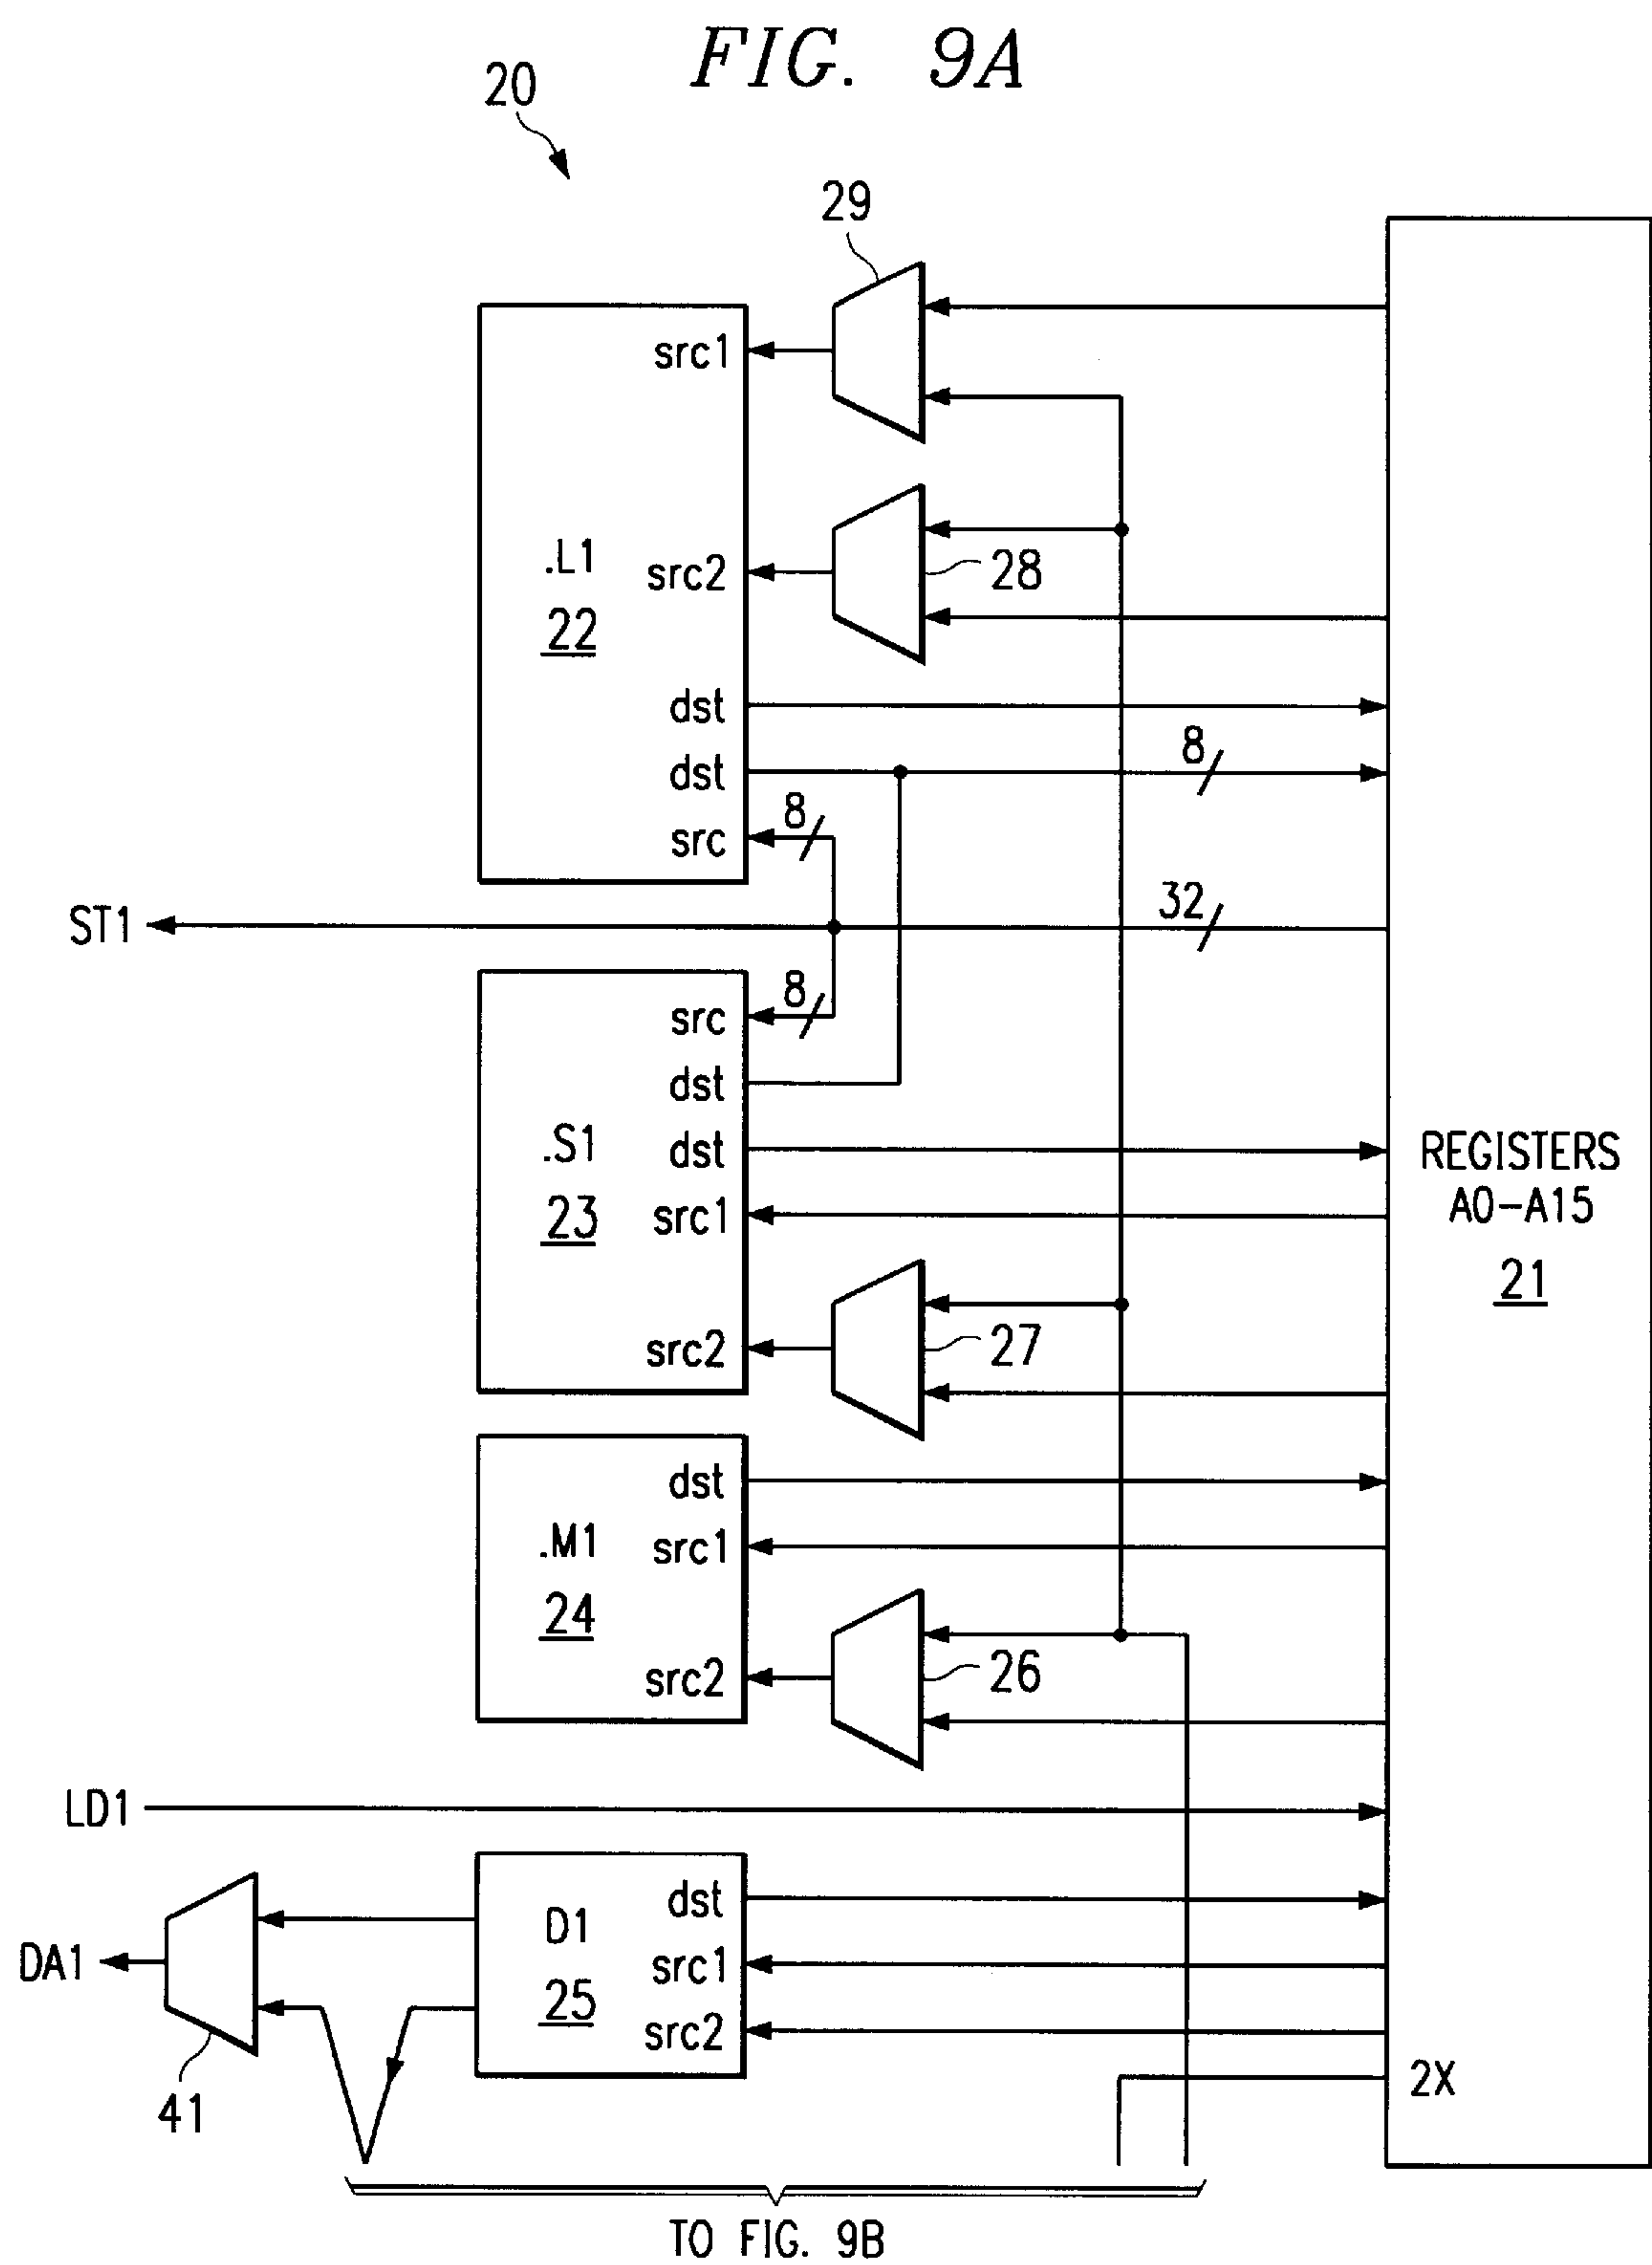 FIG. 9A
20
29
src1
.L1
22
src2
28
dst
dst
8
src
8
ST1
32
src
8
dst
.S1
23
dst
src1
src2
27
REGISTERS
A0-A15
21
dst
.M1
24
src1
src2
26
LD1
dst
D1
25
src1
src2
DA1
41
2X
TO FIG. 9B